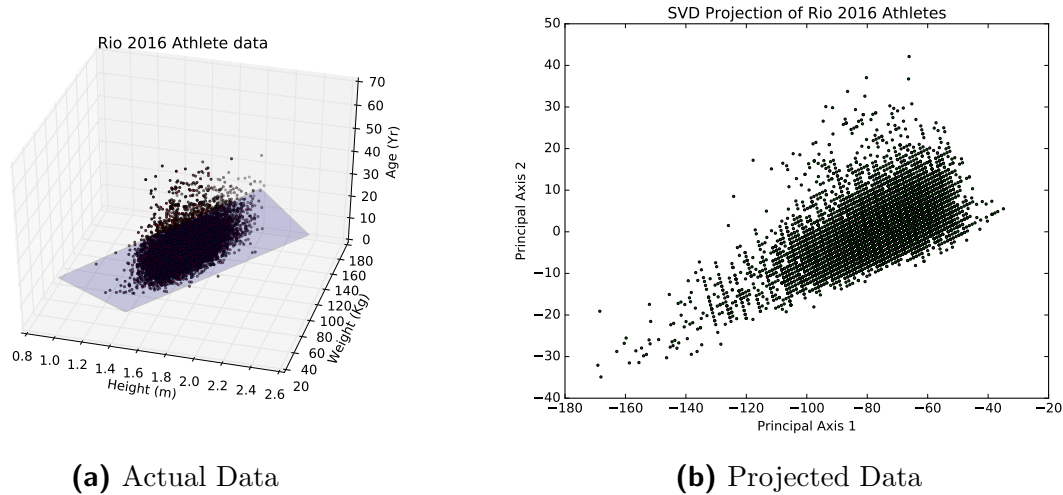 Rio 2016 Athlete data
70
60
50
40
30
20
10
0
Age (Yr)
180
160
140
120
100
80
60
40
20
Weight (Kg)
0.8 1.0 1.2 1.4 1.6 1.8 2.0 2.2 2.4 2.6
Height (m)
(a) Actual Data
SVD Projection of Rio 2016 Athletes
50
40
30
20
10
0
−10
−20
−30
−40
Principal Axis 2
−180 −160 −140 −120 −100 −80 −60 −40 −20
Principal Axis 1
(b) Projected Data